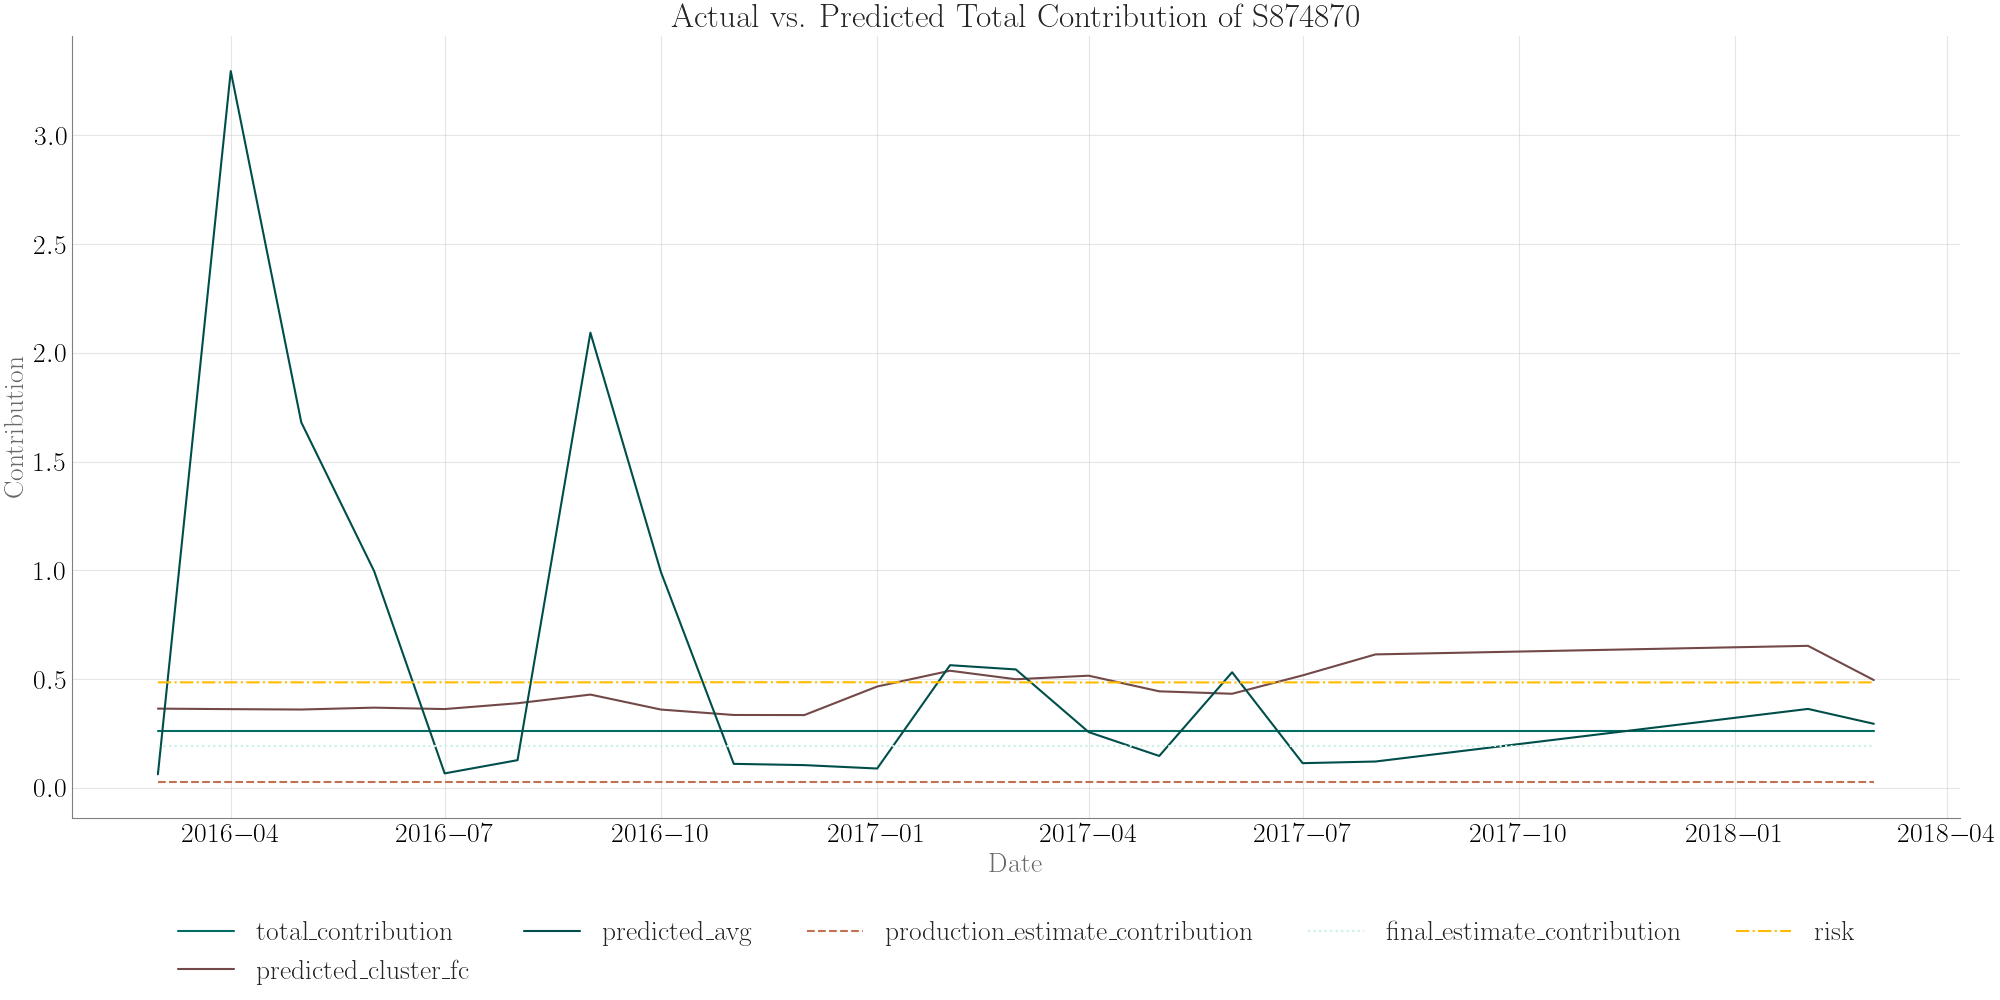 Actual vs. Predicted Total Contribution of S874870
Contribution
3.0
2.5
2.0
1.5
1.0
0.5
0.0
2016–04 2016–07 2016–10 2017–01 2017–04 2017–07 2017–10 2018–01 2018–04
Date
total_contribution predicted_avg production_estimate_contribution final_estimate_contribution risk
predicted_cluster_fc